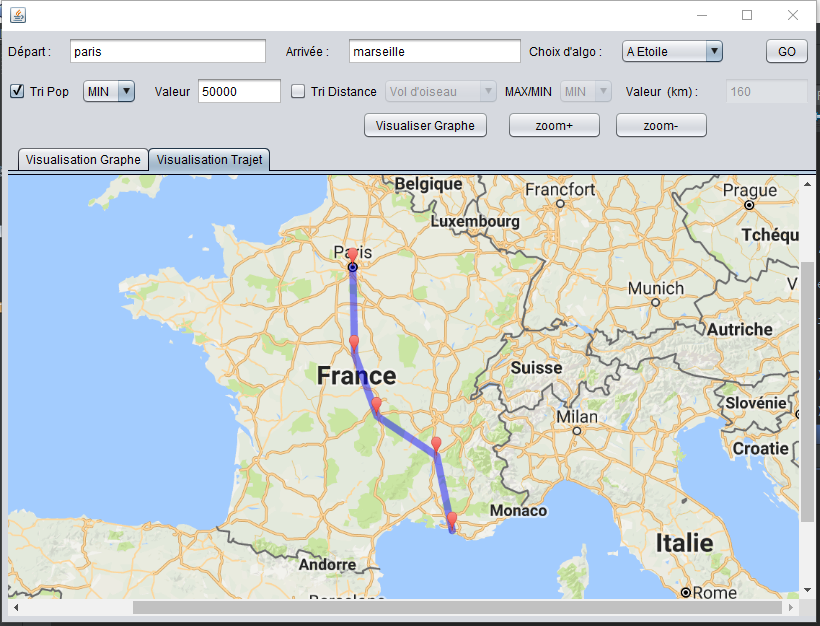 Départ : paris Arrivée : marseille Choix d'algo : A Etoile GO
Tri Pop MIN Valeur 50000 Tri Distance Vol d'oiseau MAX/MIN MIN Valeur (km) : 160
Visualiser Graphe zoom+ zoom-
Visualisation Graphe Visualisation Trajet
Belgique
Francfort
Prague
Luxembourg
Tchéqu
Paris
Munich
V
Autriche
France
Suisse
Slovénie
Milan
Croatie
Monaco
Italie
Andorre
Rome